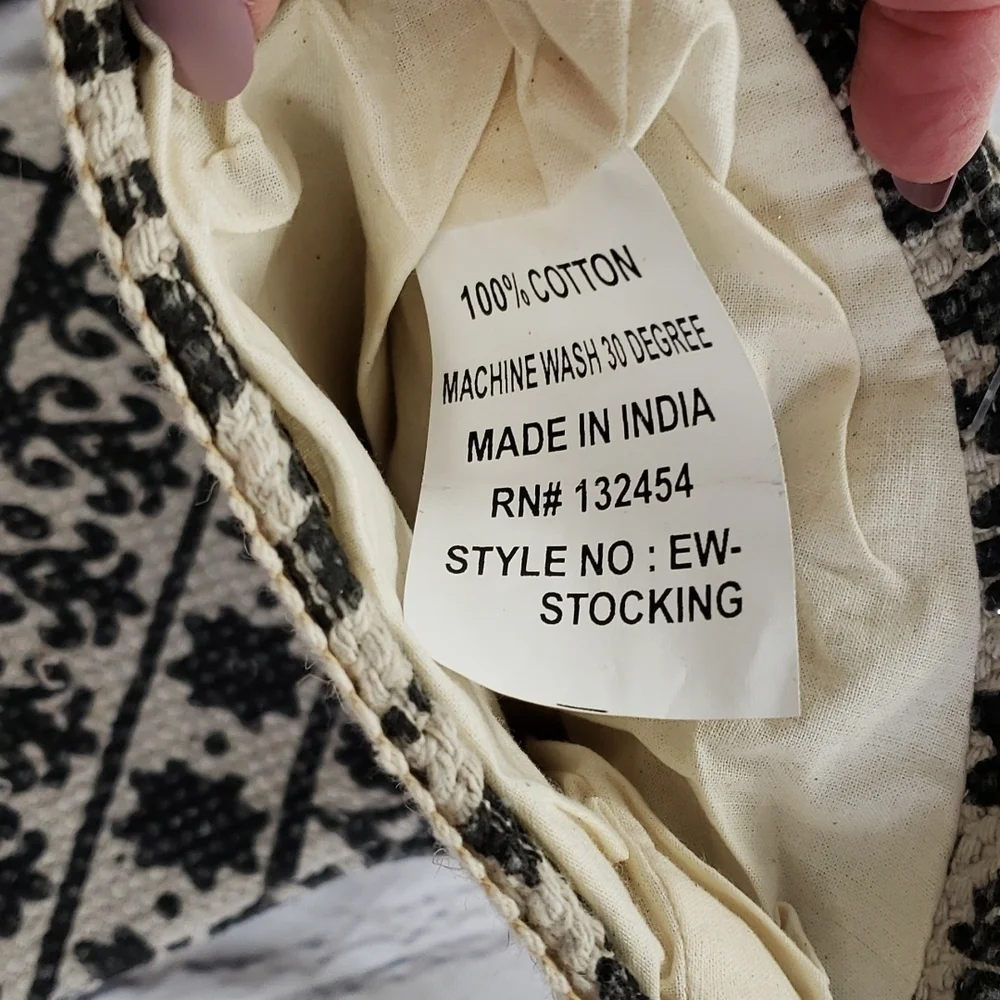 100% COTTON
MACHINE WASH 30 DEGREE
MADE IN INDIA
RN# 132454
STYLE NO : EW-
STOCKING